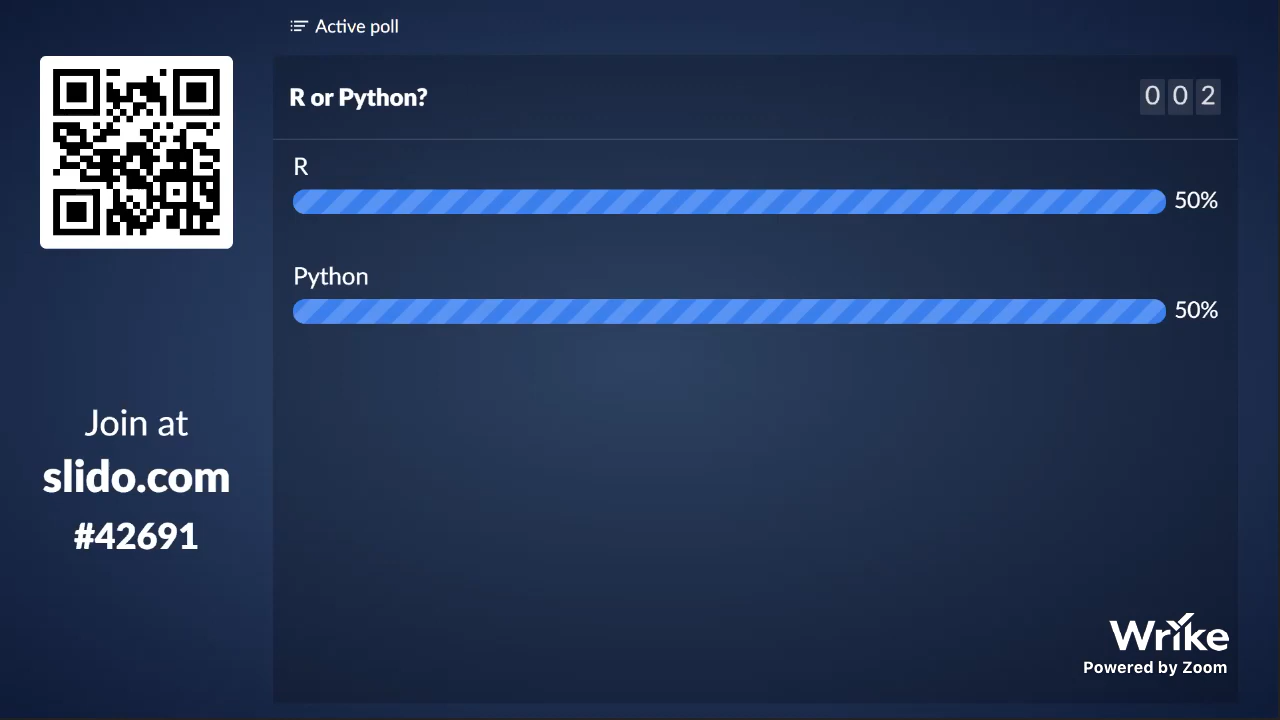 Active poll
R or Python?
002
R
50%
Python
50%
Join at
slido.com
#42691
Wrike
Powered by Zoom